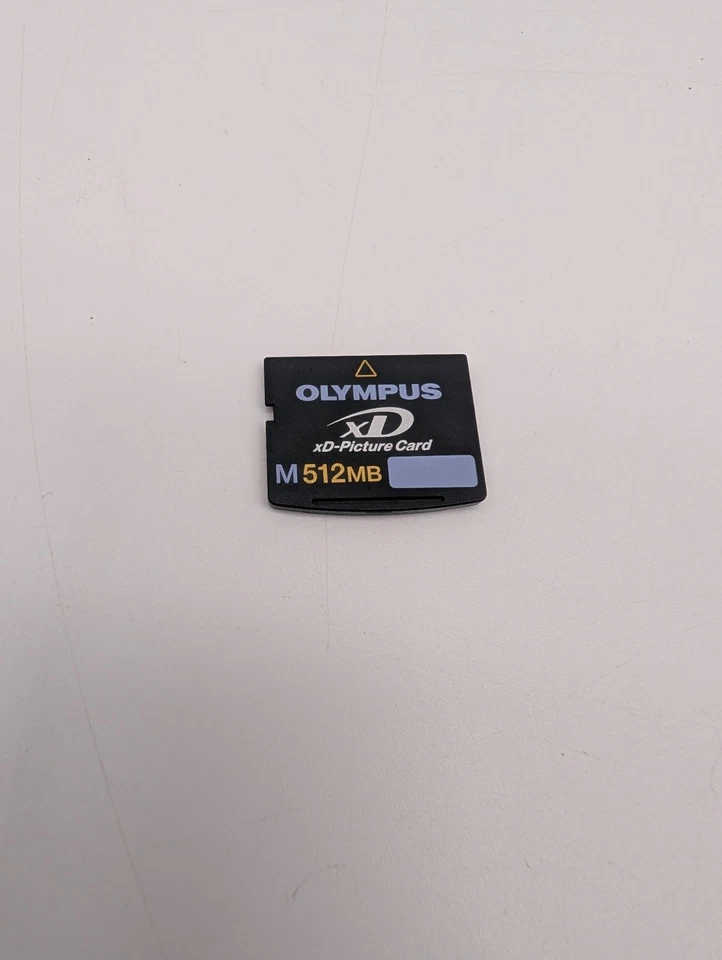 OLYMPUS
xD
xD-Picture Card
M 512MB